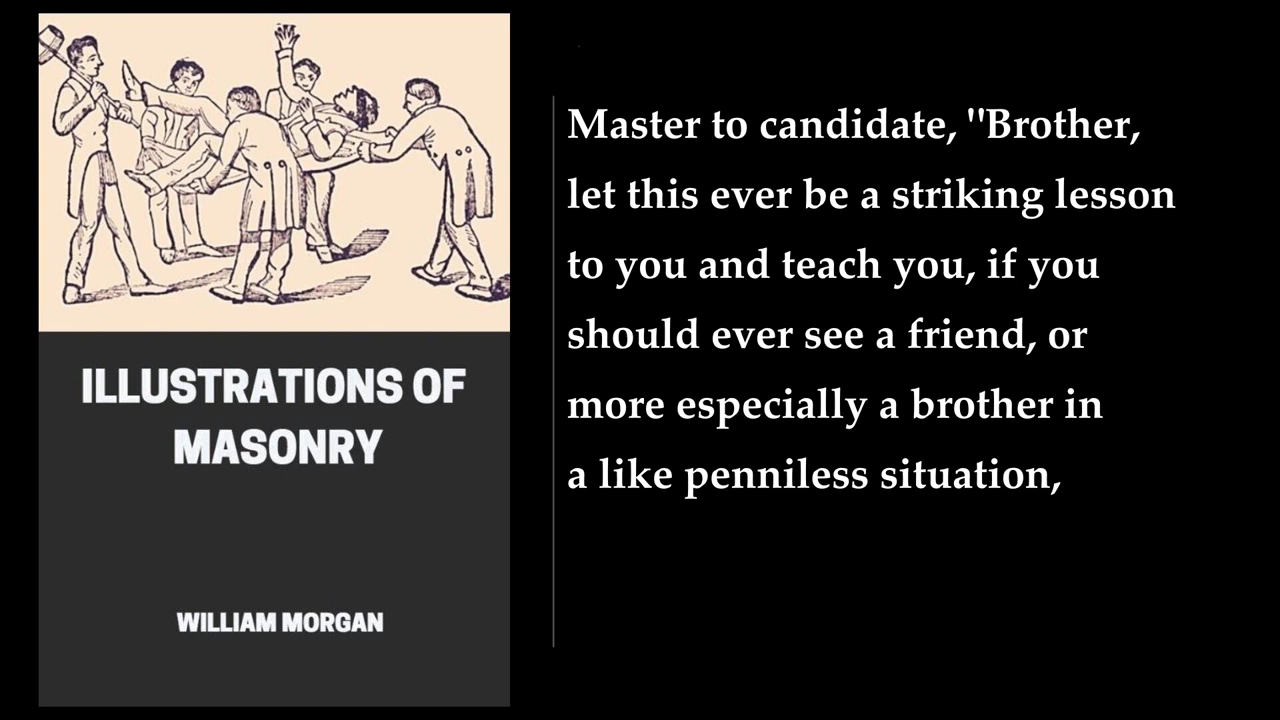 ILLUSTRATIONS OF
MASONRY
WILLIAM MORGAN
Master to candidate, "Brother,
let this ever be a striking lesson
to you and teach you, if you
should ever see a friend, or
more especially a brother in
a like penniless situation,